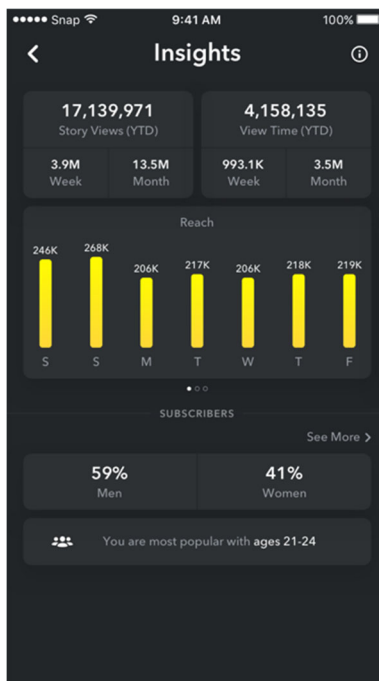 Snap 9:41 AM 100%
Insights
17,139,971 4,158,135
Story Views (YTD) View Time (YTD)
3.9M 13.5M 993.1K 3.5M
Week Month Week Month
Reach
246K 268K 206K 217K 206K 218K 219K
S S M T W T F
SUBSCRIBERS
See More >
59% 41%
Men Women
You are most popular with ages 21-24